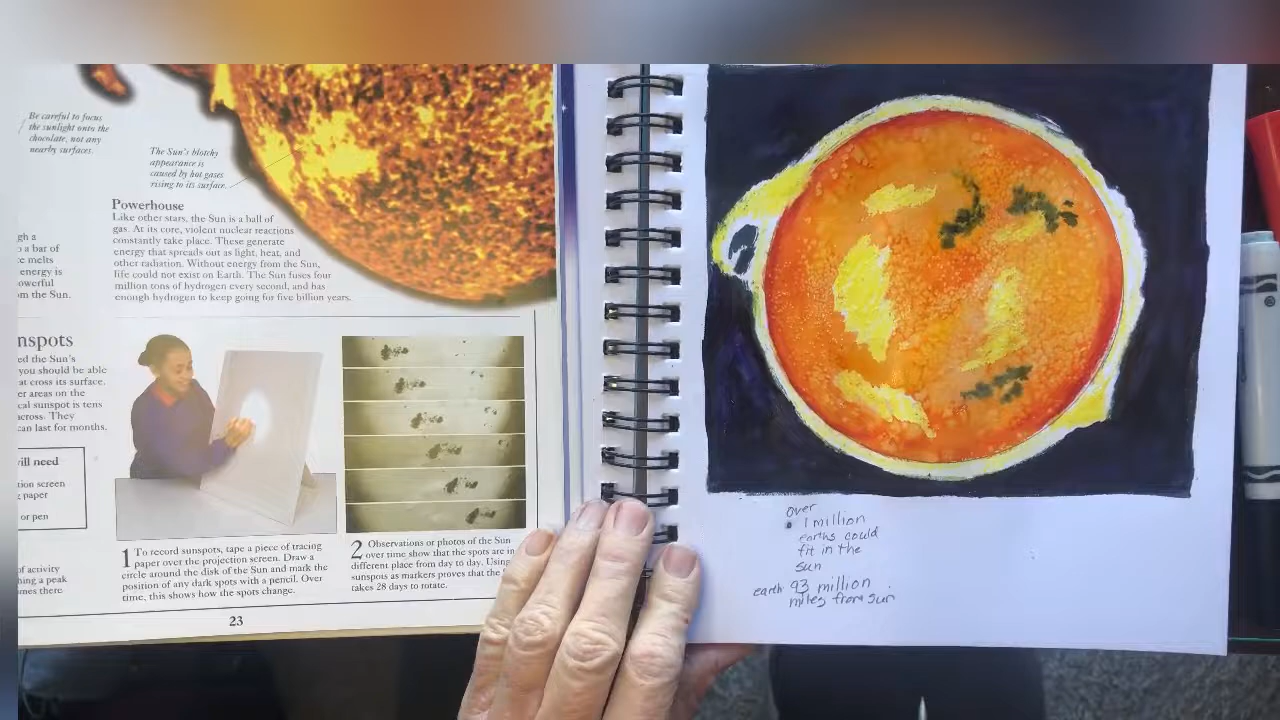 Be careful to focus
the sunlight onto the
chocolate, not any
nearby surfaces.
The Sun's blotchy
appearance is
caused by hot gases
rising to its surface.
Powerhouse
Like other stars, the Sun is a ball of
gas. At its core, violent nuclear reactions
constantly take place. These generate
energy that spreads out as light, heat, and
other radiation. Without energy from the Sun,
life could not exist on Earth. The Sun fuses four
million tons of hydrogen every second, and has
enough hydrogen to keep going for five billion years.
gh a
a bar of
melts
energy is
owerful
om the Sun.
nspots
ed the Sun's
you should be able
at cross its surface.
er areas on the
cal sunspot is tens
across. They
can last for months.
ill need
tion screen
paper
or pen
of activity
hing a peak
mes there
1 To record sunspots, tape a piece of tracing
paper over the projection screen. Draw a
circle around the disk of the Sun and mark the
position of any dark spots with a pencil. Over
time, this shows how the spots change.
2 Observations or photos of the Sun
over time show that the spots are in
different place from day to day. Using
sunspots as markers proves that the
takes 28 days to rotate.
23
over
• 1 million
earths could
fit in the
sun
earth 93 million
miles from sun